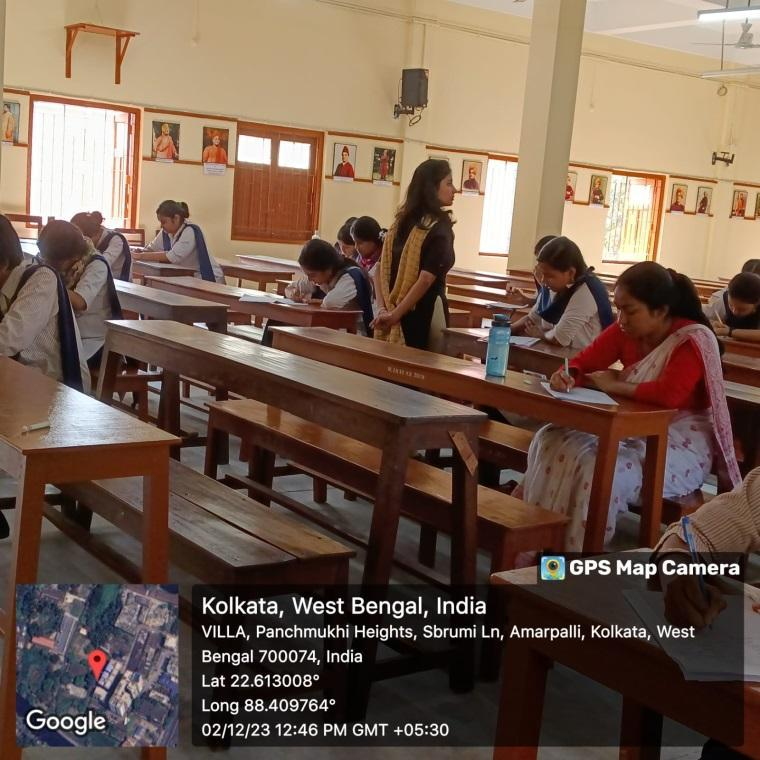 GPS Map Camera
Kolkata, West Bengal, India
VILLA, Panchmukhi Heights, Sbrumi Ln, Amarpalli, Kolkata, West
Bengal 700074, India
Lat 22.613008°
Long 88.409764°
02/12/23 12:46 PM GMT +05:30
Google